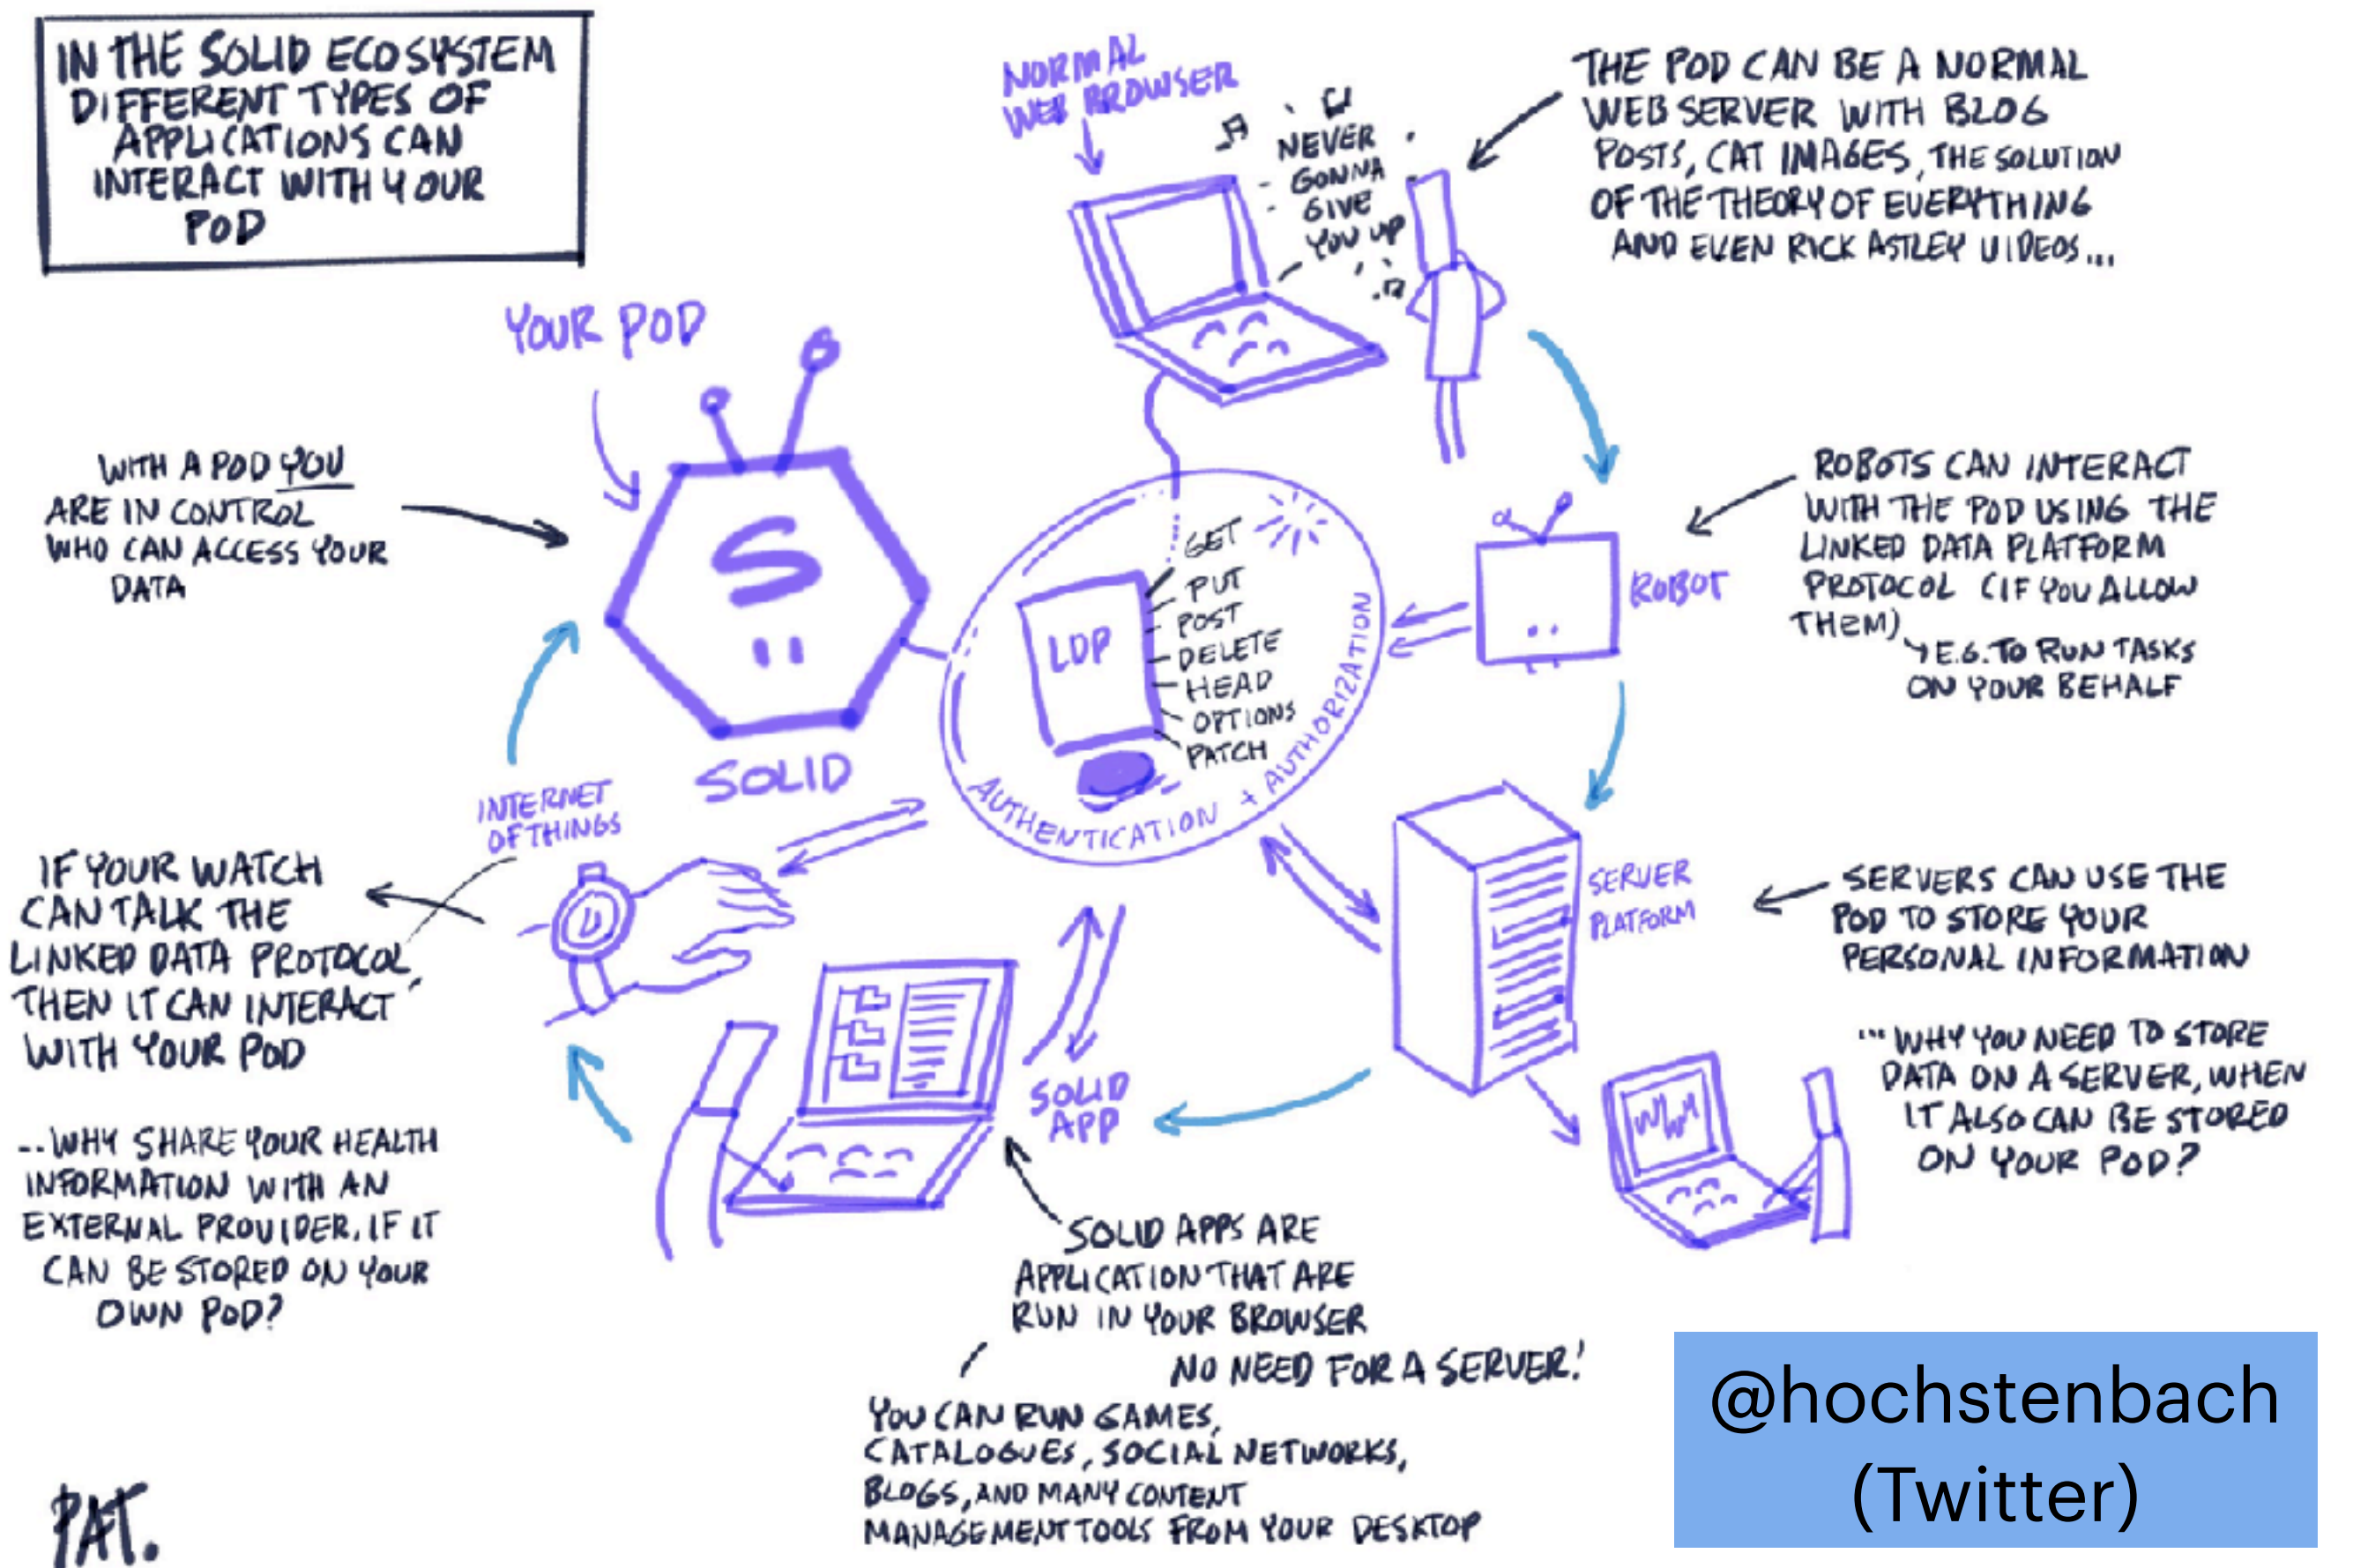 IN THE SOLID ECOSYSTEM
DIFFERENT TYPES OF
APPLICATIONS CAN
INTERACT WITH YOUR
POD
NORMAL
WEB BROWSER
NEVER
GONNA
GIVE
YOU UP
THE POD CAN BE A NORMAL
WEB SERVER WITH BLOG
POSTS, CAT IMAGES, THE SOLUTION
OF THE THEORY OF EVERYTHING
AND EVEN RICK ASTLEY VIDEOS...
YOUR POD
S
SOLID
WITH A POD YOU
ARE IN CONTROL
WHO CAN ACCESS YOUR
DATA
LDP
GET
PUT
POST
DELETE
HEAD
OPTIONS
PATCH
AUTHENTICATION + AUTHORIZATION
ROBOT
ROBOTS CAN INTERACT
WITH THE POD USING THE
LINKED DATA PLATFORM
PROTOCOL (IF YOU ALLOW
THEM)
E.G. TO RUN TASKS
ON YOUR BEHALF
INTERNET
OF THINGS
IF YOUR WATCH
CAN TALK THE
LINKED DATA PROTOCOL,
THEN IT CAN INTERACT
WITH YOUR POD
...WHY SHARE YOUR HEALTH
INFORMATION WITH AN
EXTERNAL PROVIDER, IF IT
CAN BE STORED ON YOUR
OWN POD?
SERVER
PLATFORM
SERVERS CAN USE THE
POD TO STORE YOUR
PERSONAL INFORMATION
...WHY YOU NEED TO STORE
DATA ON A SERVER, WHEN
IT ALSO CAN BE STORED
ON YOUR POD?
WWW
SOLID
APP
SOLID APPS ARE
APPLICATION THAT ARE
RUN IN YOUR BROWSER
NO NEED FOR A SERVER!
YOU CAN RUN GAMES,
CATALOGUES, SOCIAL NETWORKS,
BLOGS, AND MANY CONTENT
MANAGEMENT TOOLS FROM YOUR DESKTOP
PAT.
@hochstenbach
(Twitter)